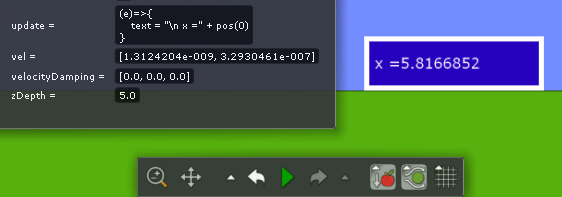 update =
(e)=>{
text = "\n x =" + pos(0)
}
vel =
[1.3124204e-009, 3.2930461e-007]
velocityDamping =
[0.0, 0.0, 0.0]
zDepth =
5.0
x =5.8166852